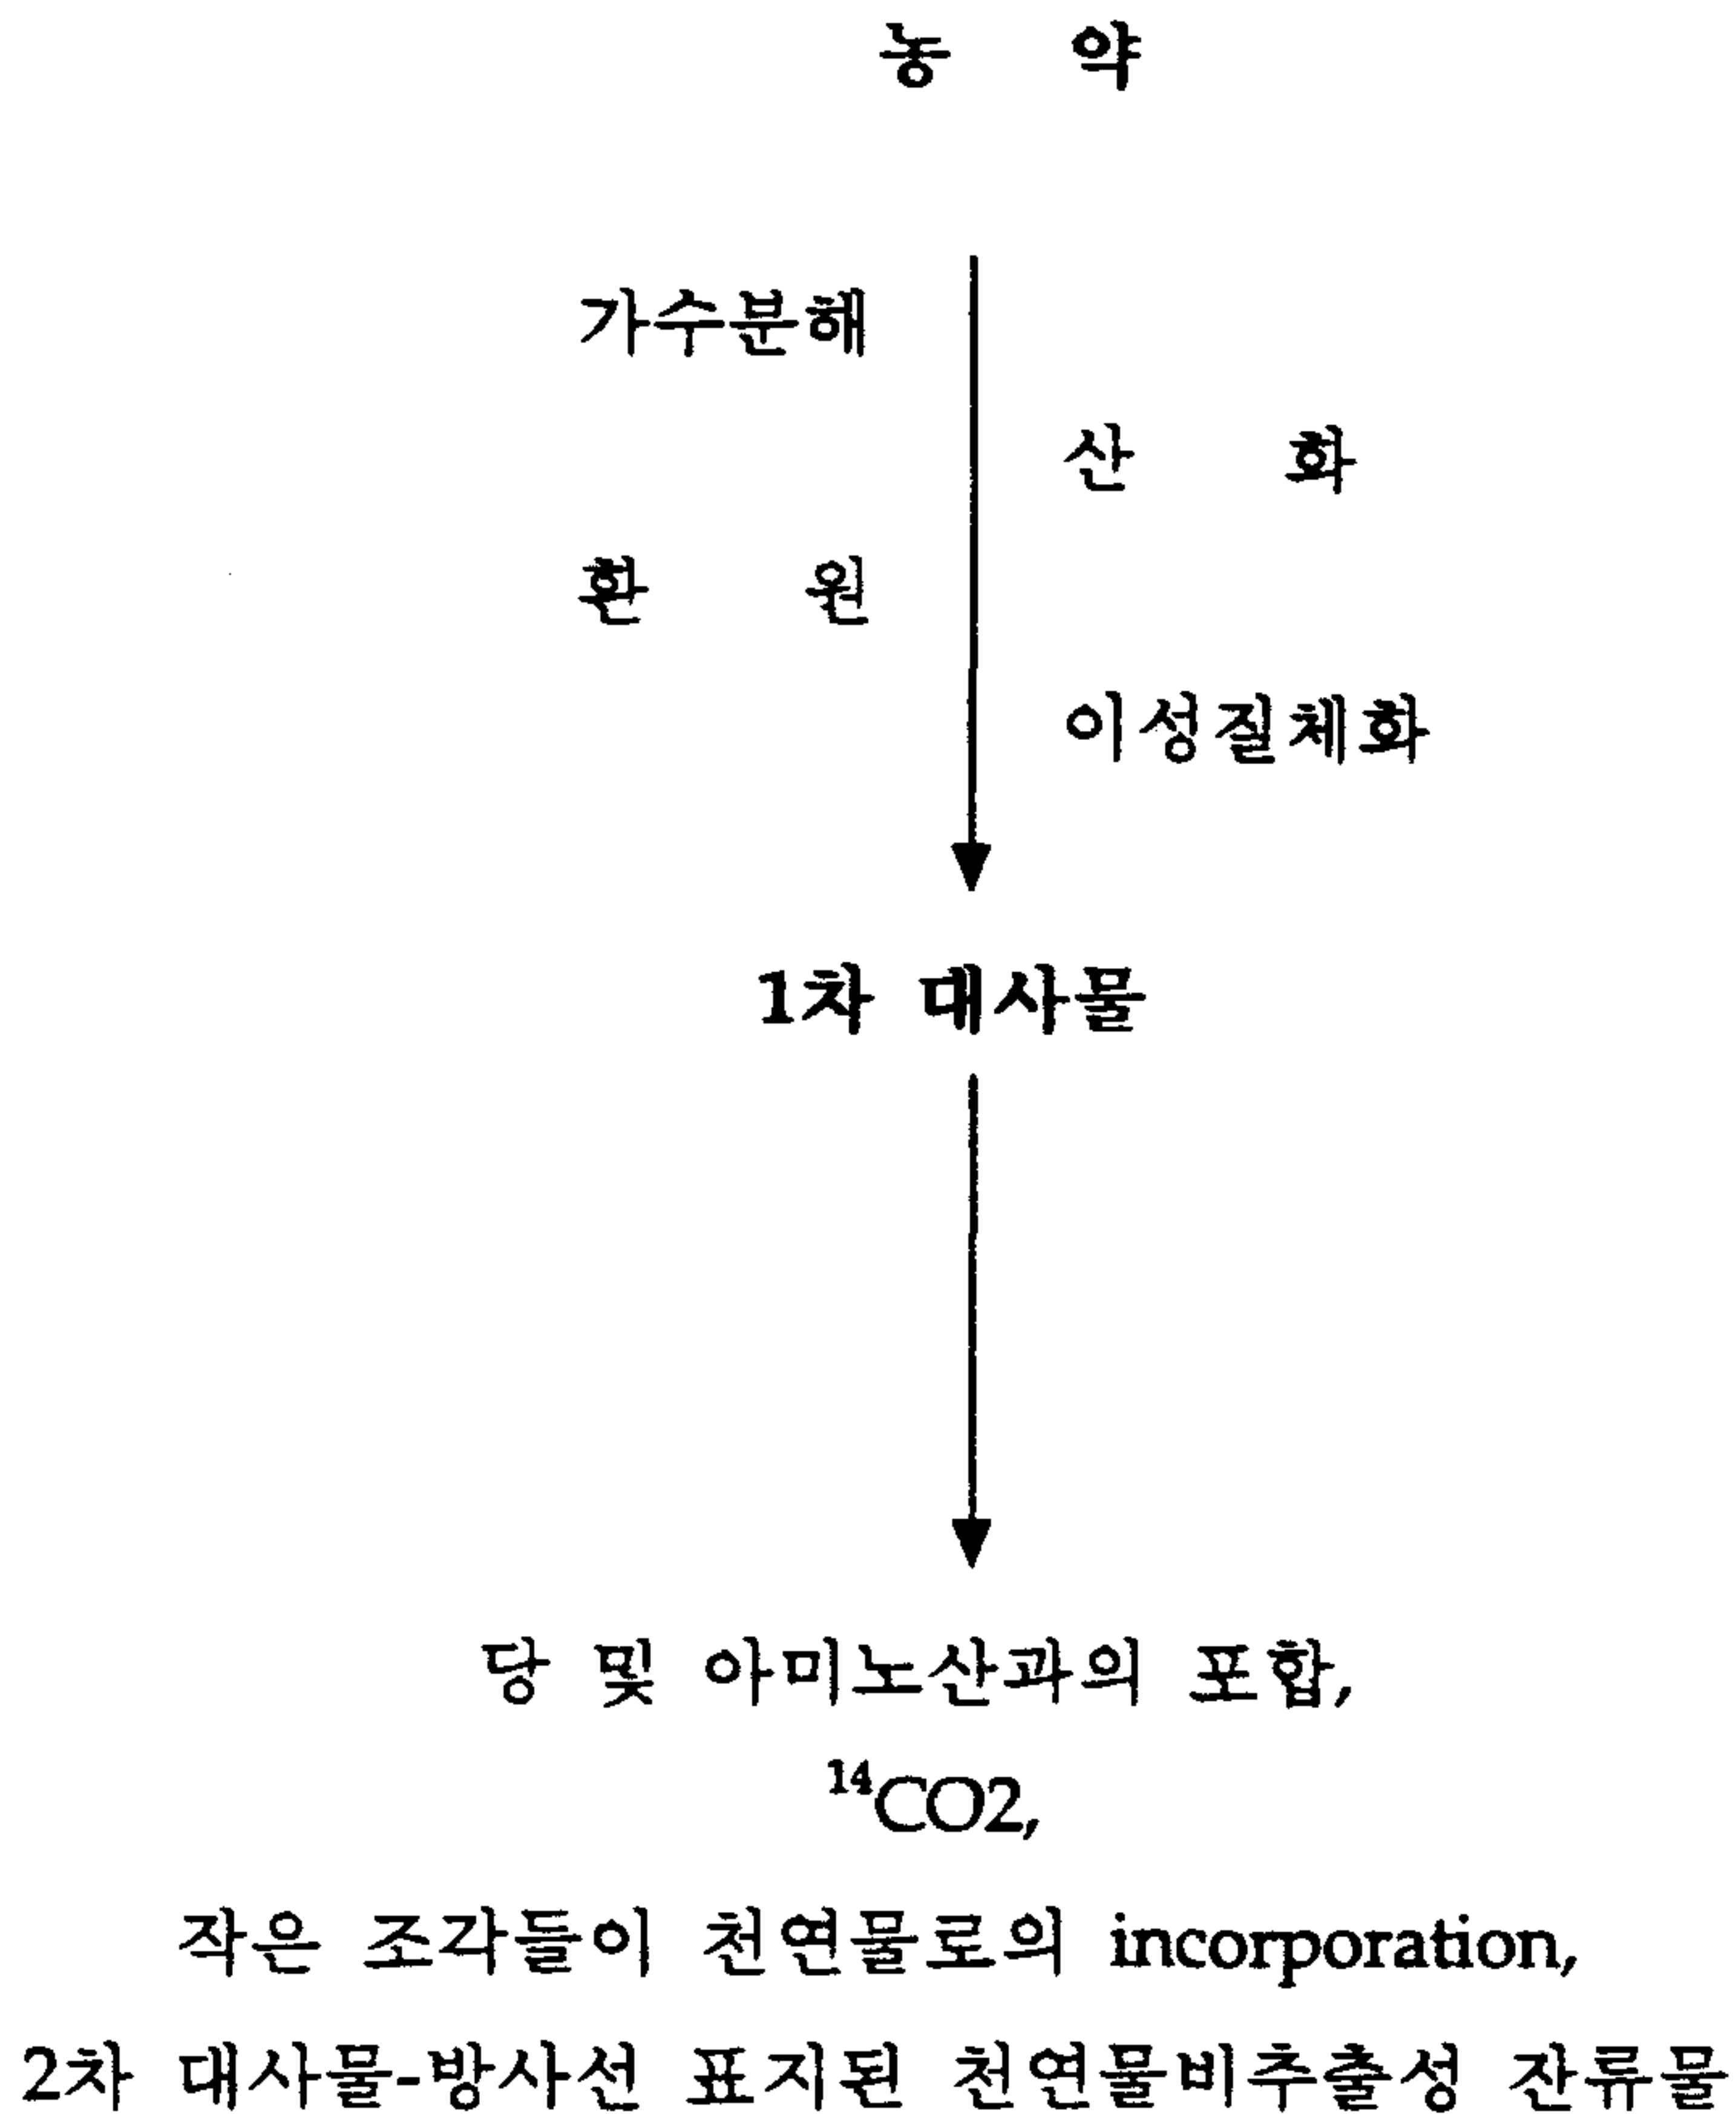 농 약
가수분해
산 화
환 원
이성질체화
1차 대사물
당 및 아미노산과의 포합,
¹⁴CO2,
작은 조각들이 천연물로의 incorporation,
2차 대사물-방사선 표지된 천연물비추출성 잔류물